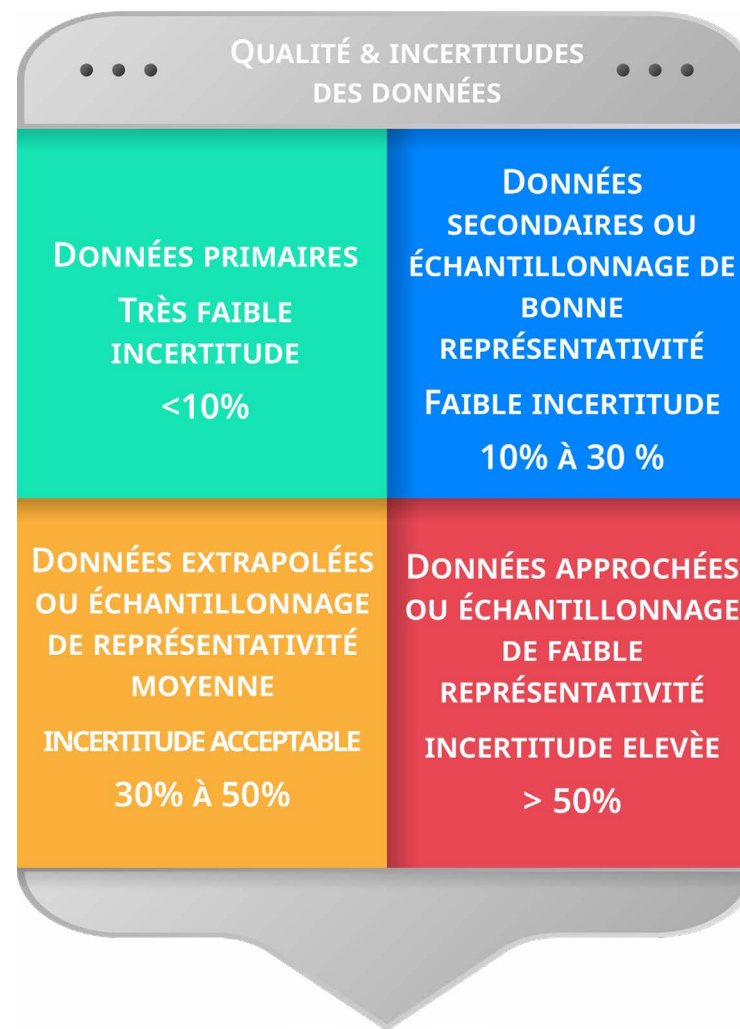 QUALITÉ & INCERTITUDES
DES DONNÉES
DONNÉES PRIMAIRES
TRÈS FAIBLE
INCERTITUDE
<10%
DONNÉES
SECONDAIRES OU
ÉCHANTILLONNAGE DE
BONNE
REPRÉSENTATIVITÉ
FAIBLE INCERTITUDE
10% À 30 %
DONNÉES EXTRAPOLÉES
OU ÉCHANTILLONNAGE
DE REPRÉSENTATIVITÉ
MOYENNE
INCERTITUDE ACCEPTABLE
30% À 50%
DONNÉES APPROCHÉES
OU ÉCHANTILLONNAGE
DE FAIBLE
REPRÉSENTATIVITÉ
INCERTITUDE ELEVÈE
> 50%